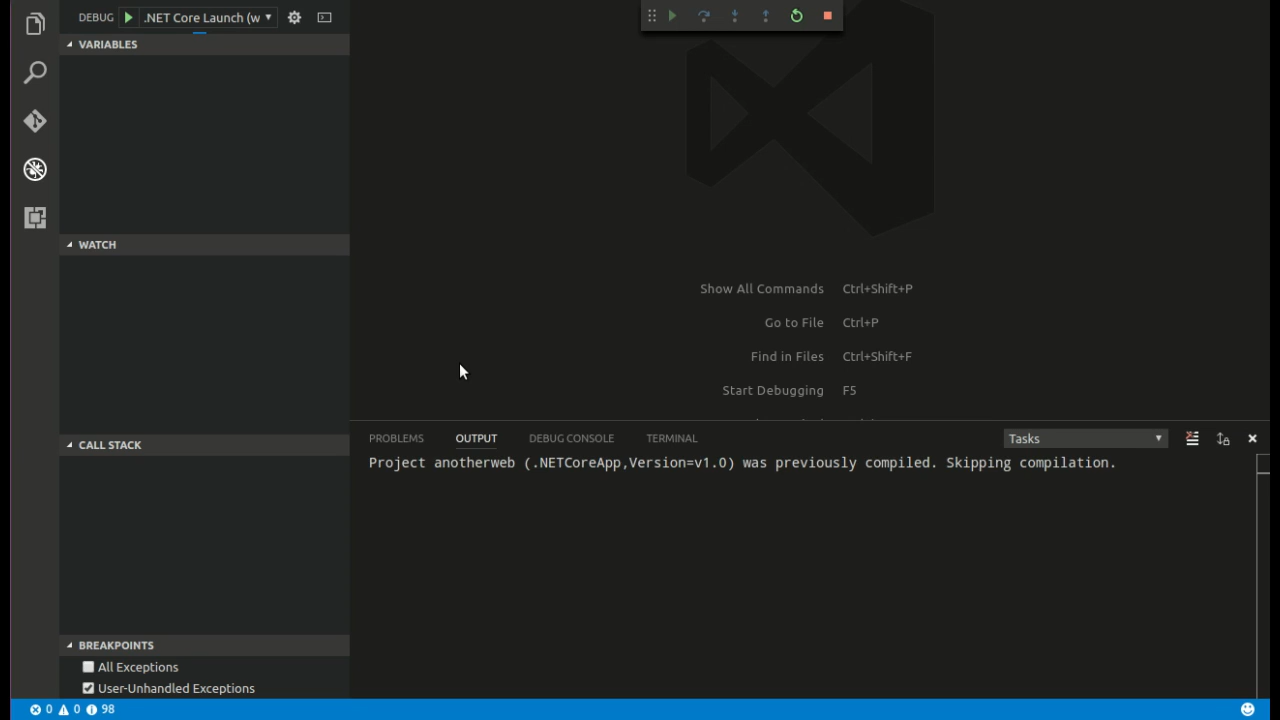 DEBUG .NET Core Launch (w
VARIABLES
WATCH
CALL STACK
BREAKPOINTS
All Exceptions
User-Unhandled Exceptions
Show All Commands Ctrl+Shift+P
Go to File Ctrl+P
Find in Files Ctrl+Shift+F
Start Debugging F5
PROBLEMS OUTPUT DEBUG CONSOLE TERMINAL Tasks
Project anotherweb (.NETCoreApp,Version=v1.0) was previously compiled. Skipping compilation.
0 0 98